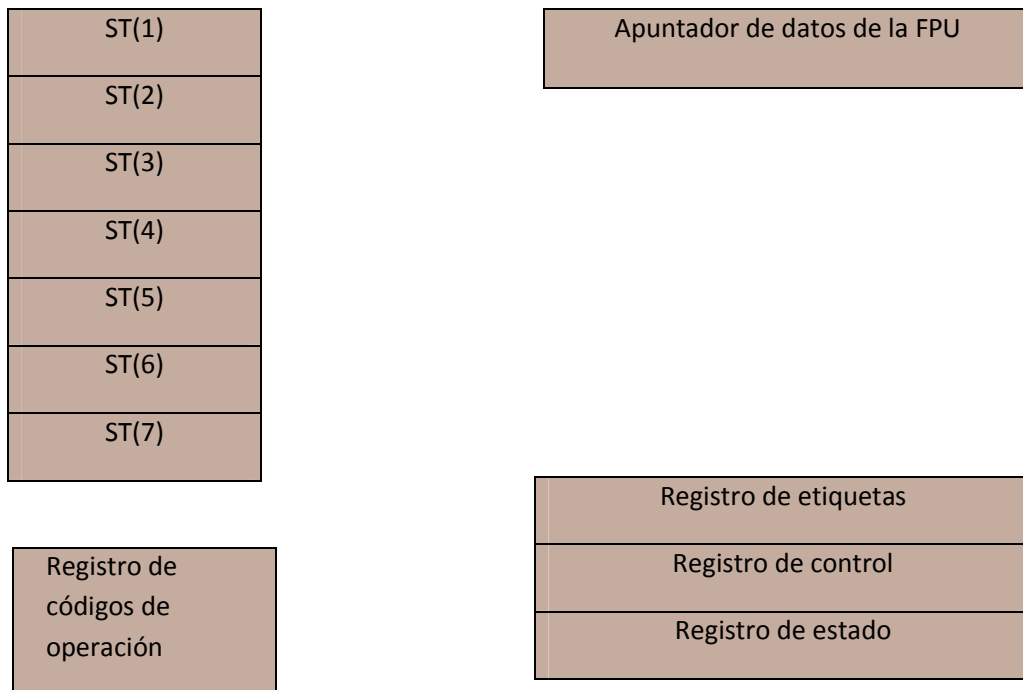 ST(1)
ST(2)
ST(3)
ST(4)
ST(5)
ST(6)
ST(7)
Registro de
códigos de
operación
Apuntador de datos de la FPU
Registro de etiquetas
Registro de control
Registro de estado